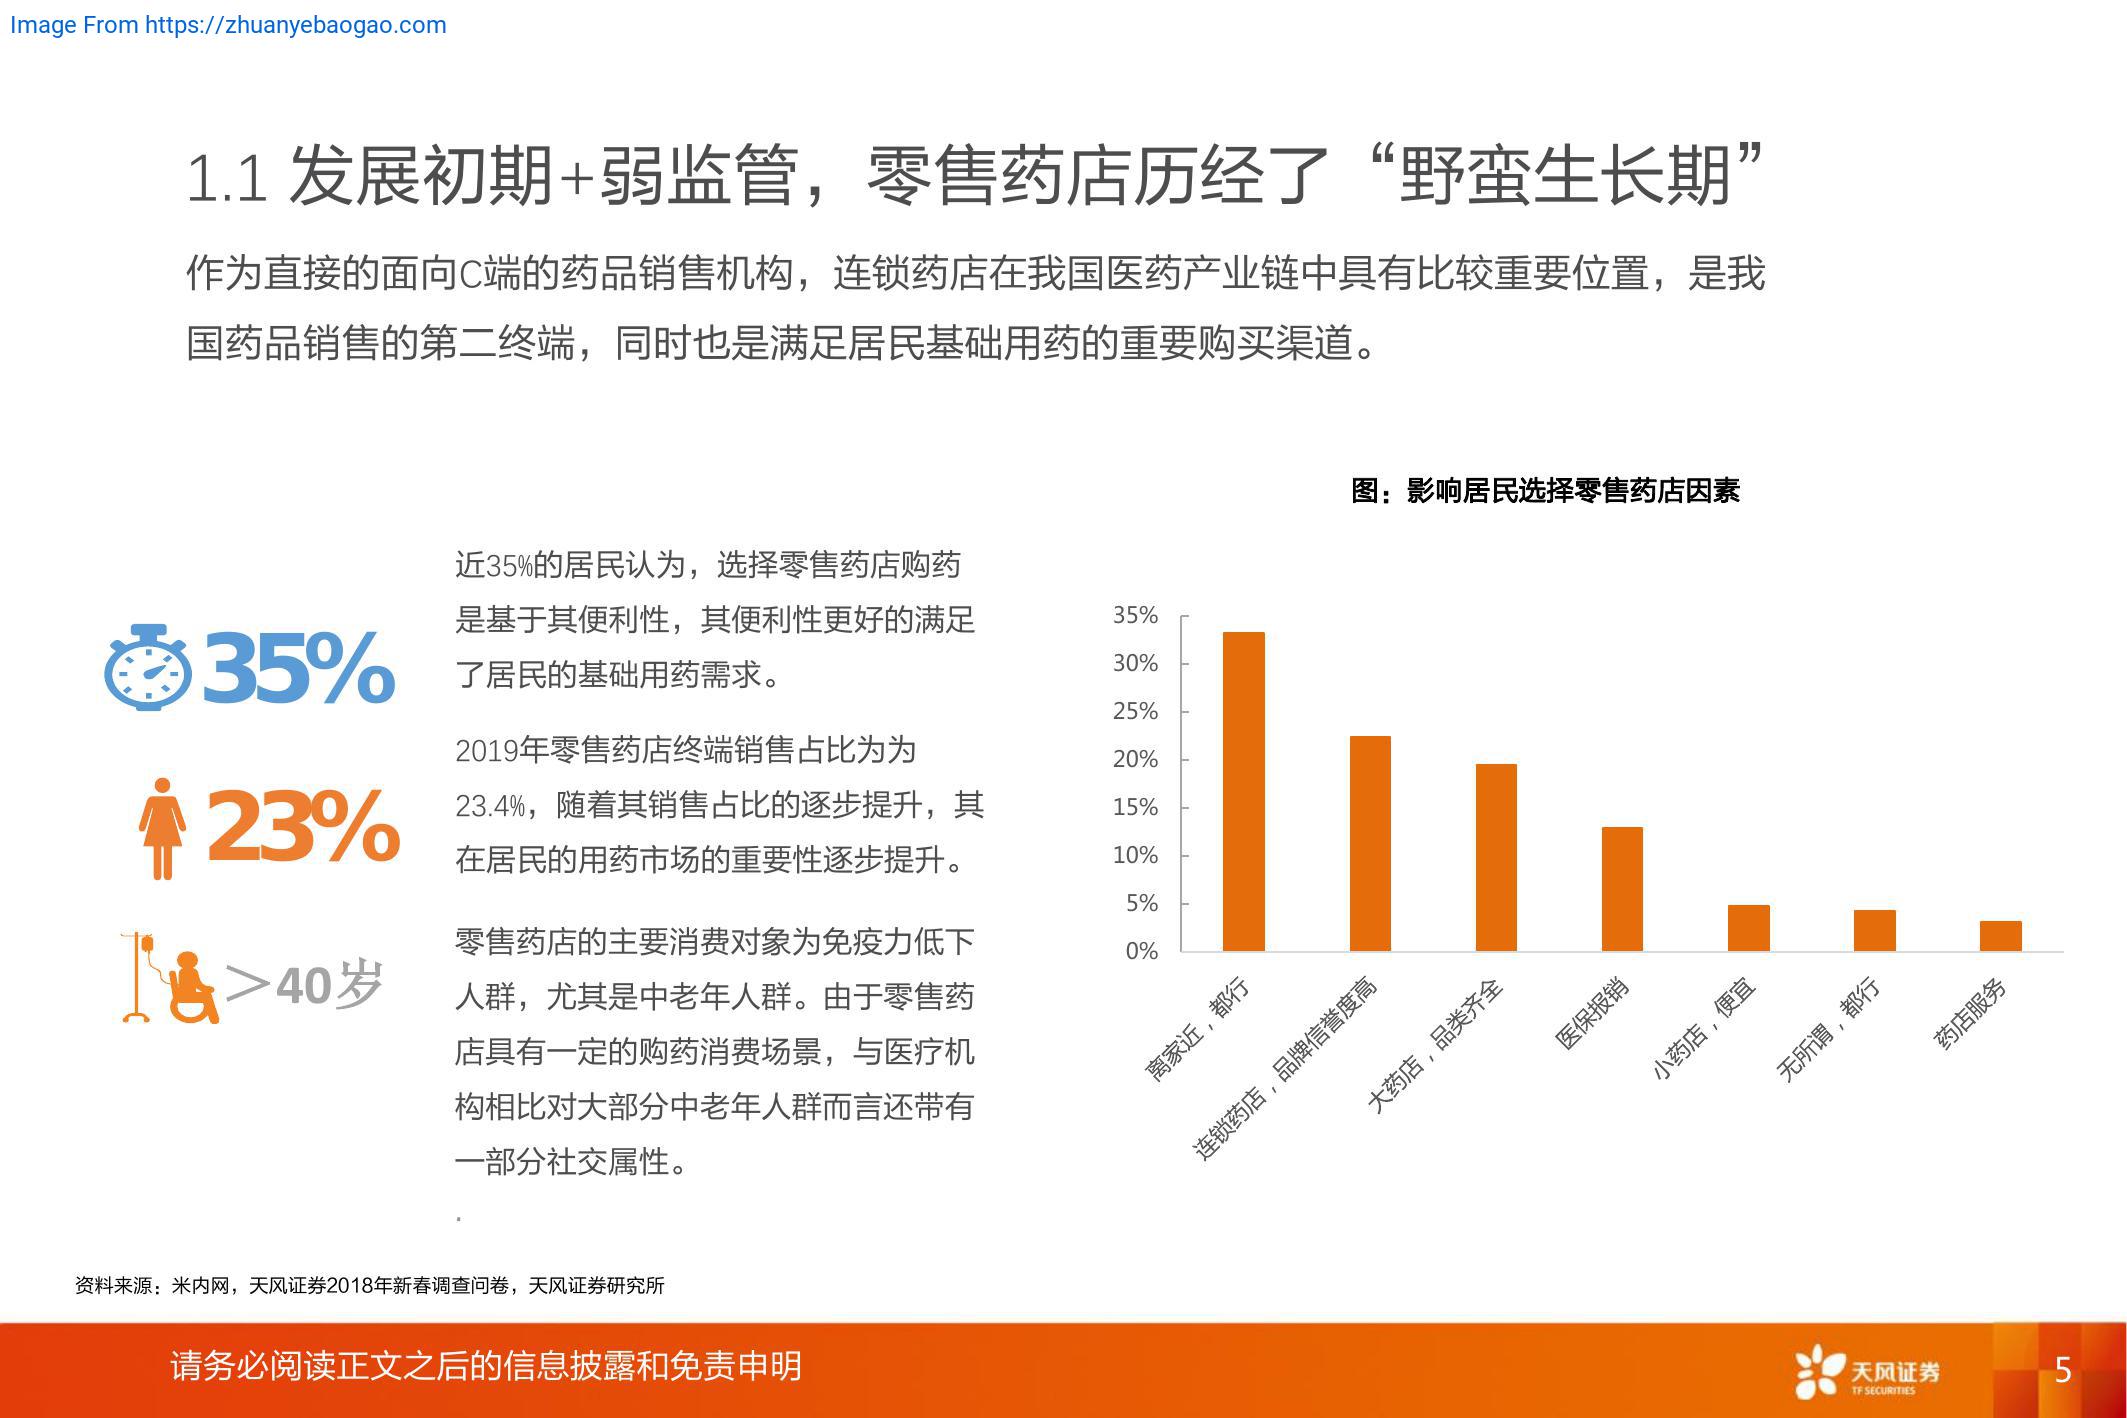 Image From https://zhuanyebaogao.com
1.1 发展初期+弱监管，零售药店历经了“野蛮生长期”
作为直接的面向C端的药品销售机构，连锁药店在我国医药产业链中具有比较重要位置，是我
国药品销售的第二终端，同时也是满足居民基础用药的重要购买渠道。
35%
近35%的居民认为，选择零售药店购药
是基于其便利性，其便利性更好的满足
了居民的基础用药需求。
23%
2019年零售药店终端销售占比为为
23.4%，随着其销售占比的逐步提升，其
在居民的用药市场的重要性逐步提升。
>40岁
零售药店的主要消费对象为免疫力低下
人群，尤其是中老年人群。由于零售药
店具有一定的购药消费场景，与医疗机
构相比对大部分中老年人群而言还带有
一部分社交属性。
.
图：影响居民选择零售药店因素
35%
30%
25%
20%
15%
10%
5%
0%
离家近，都行
连锁药店，品牌信誉度高
大药店，品类齐全
医保报销
小药店，便宜
无所谓，都行
药店服务
资料来源：米内网，天风证券2018年新春调查问卷，天风证券研究所
请务必阅读正文之后的信息披露和免责申明
天风证券
TF SECURITIES
5